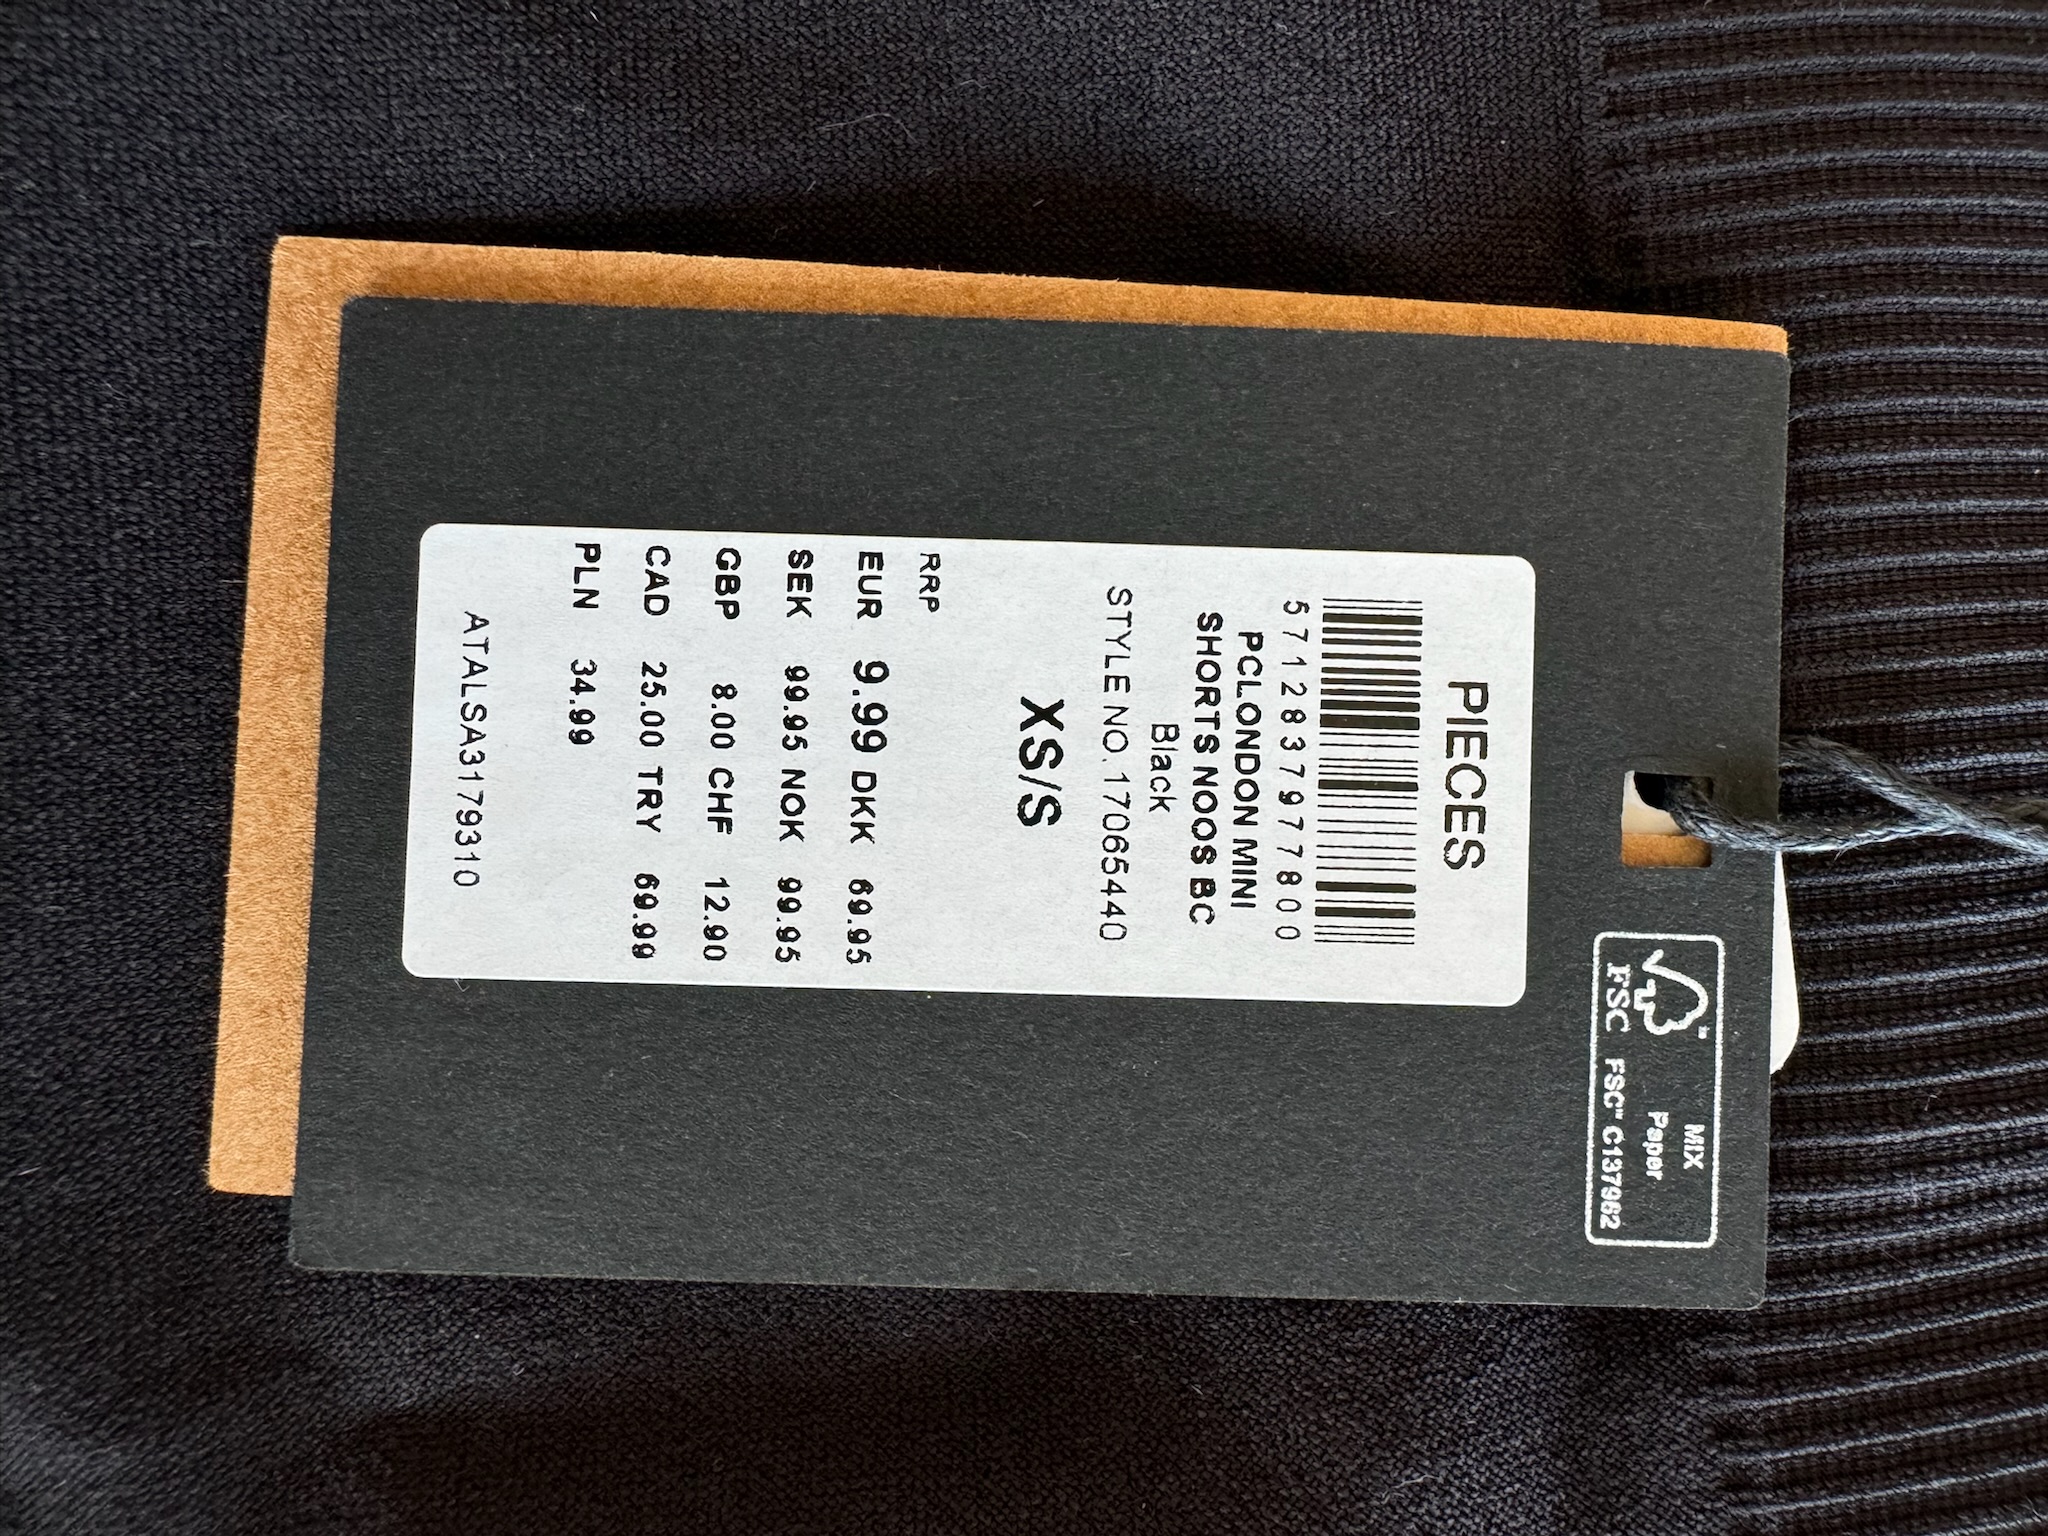 MIX
Paper
FSC
FSC™ C137962
PIECES
5712837977800
PCLONDON MINI
SHORTS NOOS BC
Black
STYLE NO.17065440
XS/S
RRP
EUR 9.99 DKK 69.95
SEK 99.95 NOK 99.95
GBP 8.00 CHF 12.90
CAD 25.00 TRY 69.99
PLN 34.99
ATALSA3179310